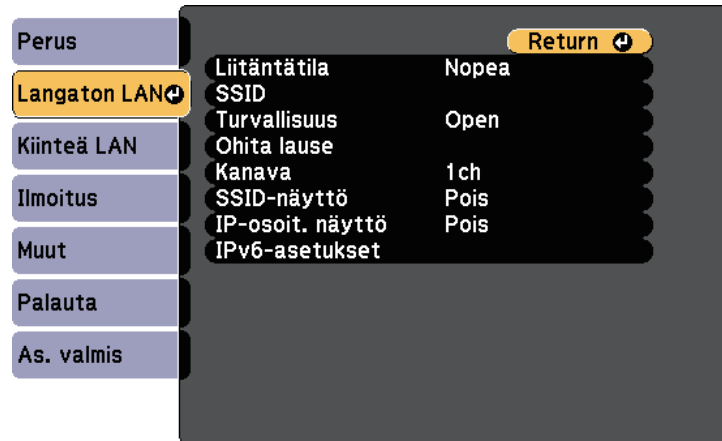 Perus
Langaton LAN
Kiinteä LAN
Ilmoitus
Muut
Palauta
As. valmis
Return
Liitäntätila Nopea
SSID
Turvallisuus Open
Ohita lause
Kanava 1ch
SSID-näyttö Pois
IP-osoit. näyttö Pois
IPv6-asetukset